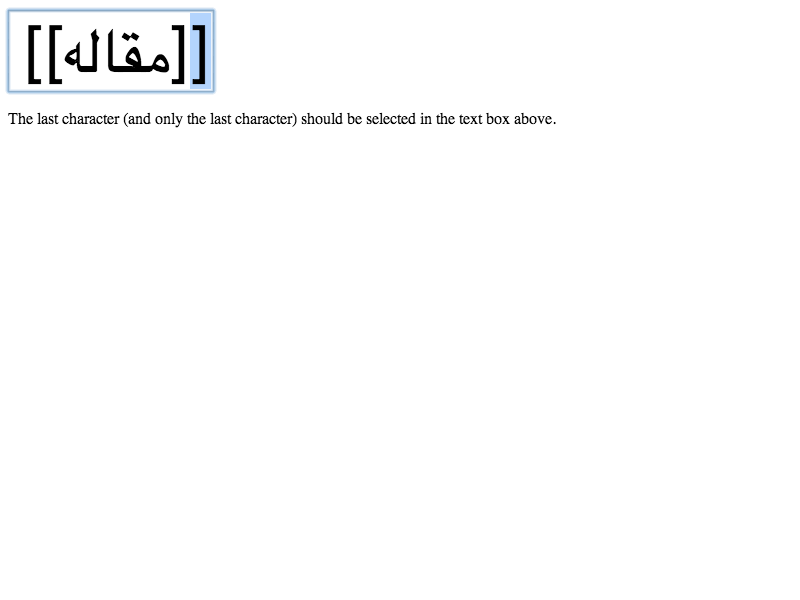 [[مقاله]]
The last character (and only the last character) should be selected in the text box above.